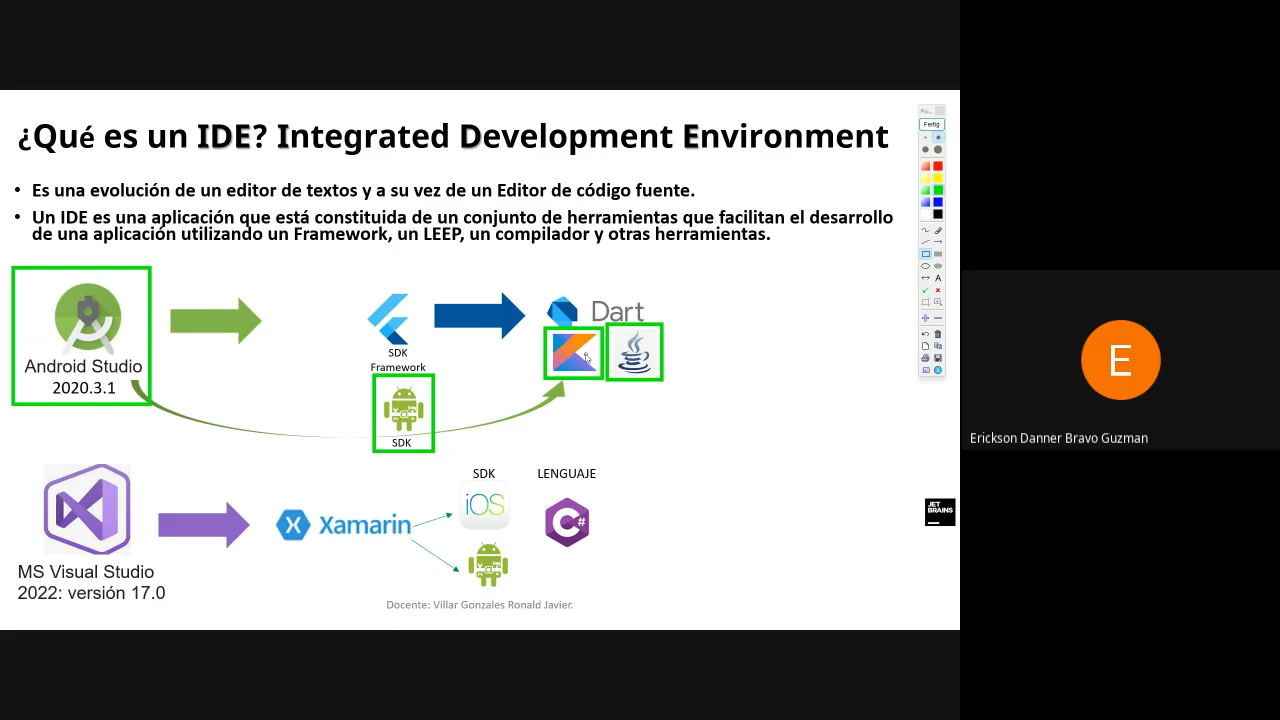 ¿Qué es un IDE? Integrated Development Environment
• Es una evolución de un editor de textos y a su vez de un Editor de código fuente.
• Un IDE es una aplicación que está constituida de un conjunto de herramientas que facilitan el desarrollo
de una aplicación utilizando un Framework, un LEEP, un compilador y otras herramientas.
Android Studio
2020.3.1
SDK
Framework
Dart
SDK
MS Visual Studio
2022: versión 17.0
Xamarin
SDK
iOS
LENGUAJE
C#
Docente: Villar Gonzales Ronald Javier.
JET
BRAINS
Poi...
Fertig
A
E
Erickson Danner Bravo Guzman